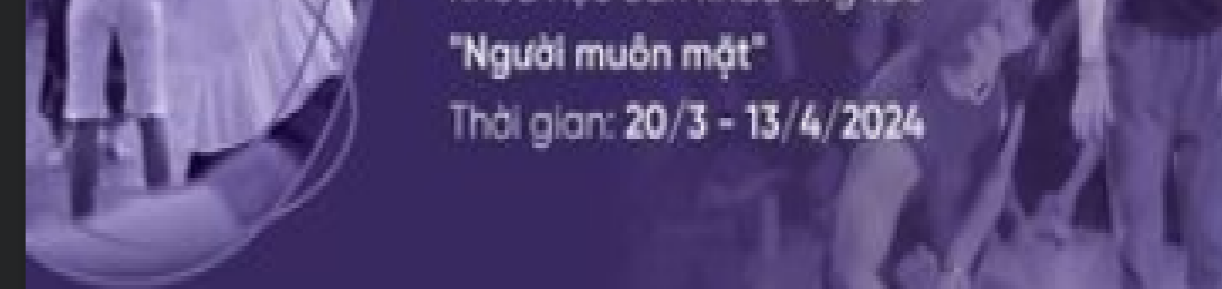 "Người muôn mặt"
Thời gian: 20/3 - 13/4/2024